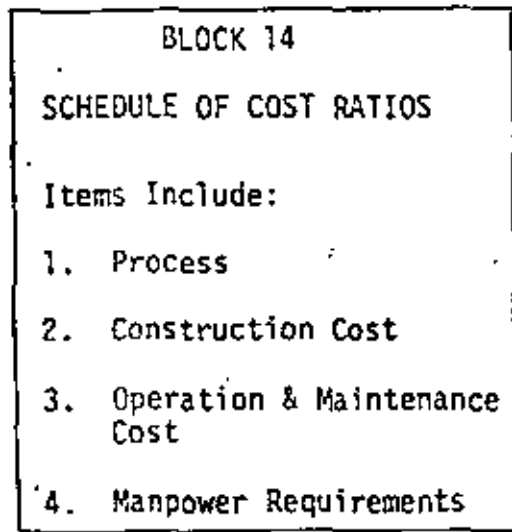 BLOCK 14
SCHEDULE OF COST RATIOS
Items Include:
1. Process
2. Construction Cost
3. Operation & Maintenance
Cost
4. Manpower Requirements